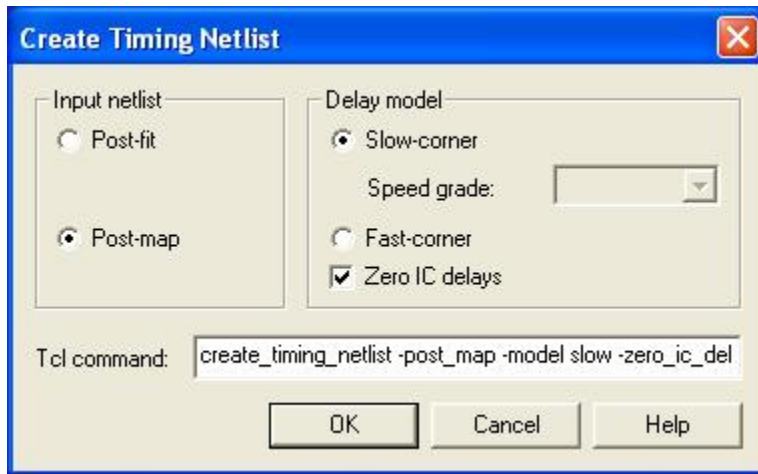 Create Timing Netlist
Input netlist
Post-fit
Post-map
Delay model
Slow-corner
Speed grade:
Fast-corner
Zero IC delays
Tcl command: create_timing_netlist -post_map -model slow -zero_ic_del
OK Cancel Help